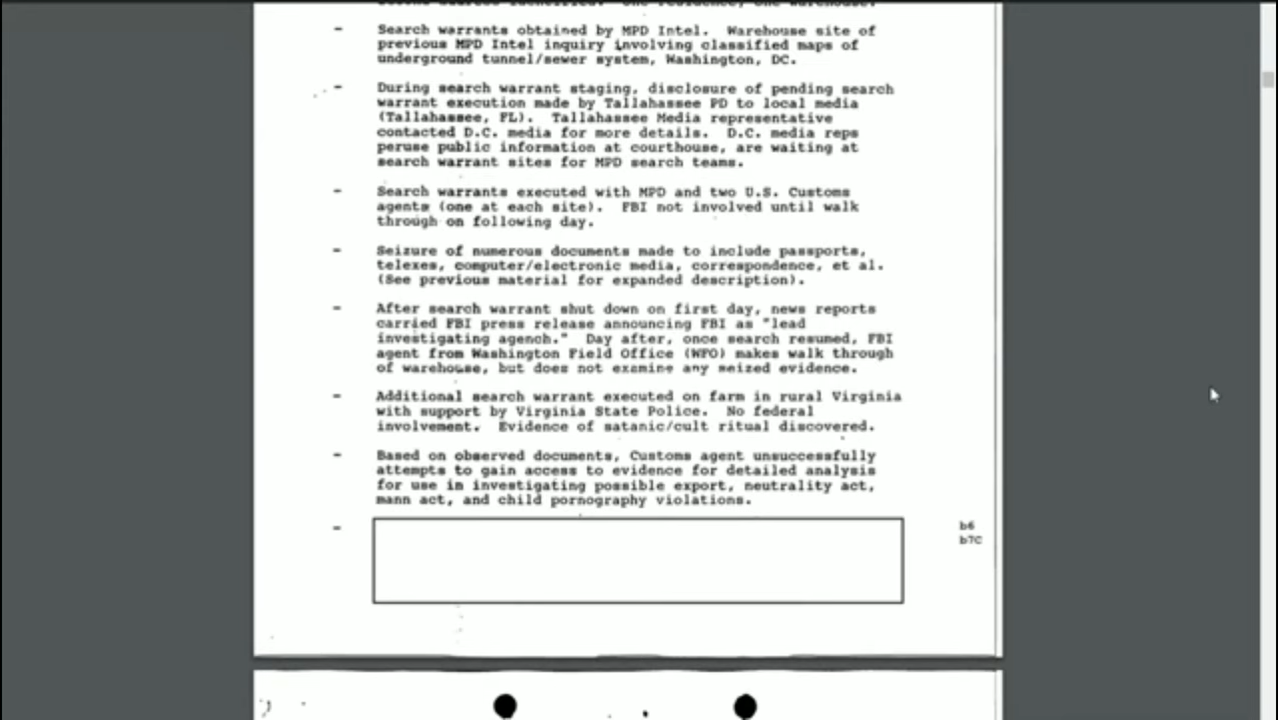 - Search warrants obtained by MPD Intel. Warehouse site of
previous MPD Intel inquiry involving classified maps of
underground tunnel/sewer system, Washington, DC.
- During search warrant staging, disclosure of pending search
warrant execution made by Tallahassee PD to local media
(Tallahassee, FL). Tallahassee Media representative
contacted D.C. media for more details. D.C. media reps
peruse public information at courthouse, are waiting at
search warrant sites for MPD search teams.
- Search warrants executed with MPD and two U.S. Customs
agents (one at each site). FBI not involved until walk
through on following day.
- Seizure of numerous documents made to include passports,
telexes, computer/electronic media, correspondence, et al.
(See previous material for expanded description).
- After search warrant shut down on first day, news reports
carried FBI press release announcing FBI as "lead
investigating agench." Day after, once search resumed, FBI
agent from Washington Field Office (WFO) makes walk through
of warehouse, but does not examine any seized evidence.
- Additional search warrant executed on farm in rural Virginia
with support by Virginia State Police. No federal
involvement. Evidence of satanic/cult ritual discovered.
- Based on observed documents, Customs agent unsuccessfully
attempts to gain access to evidence for detailed analysis
for use in investigating possible export, neutrality act,
mann act, and child pornography violations.
-
b6
b7C